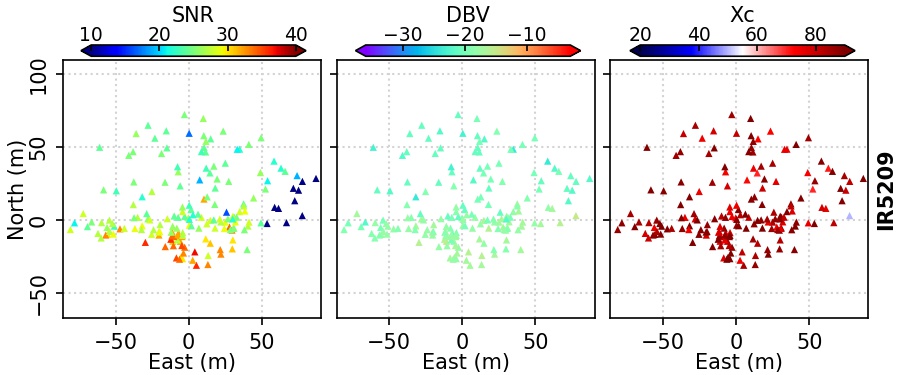 SNR DBV Xc
10 20 30 40 −30 −20 −10 20 40 60 80
100
50
0
−50
North (m)
IR5209
−50 0 50 −50 0 50 −50 0 50
East (m) East (m) East (m)